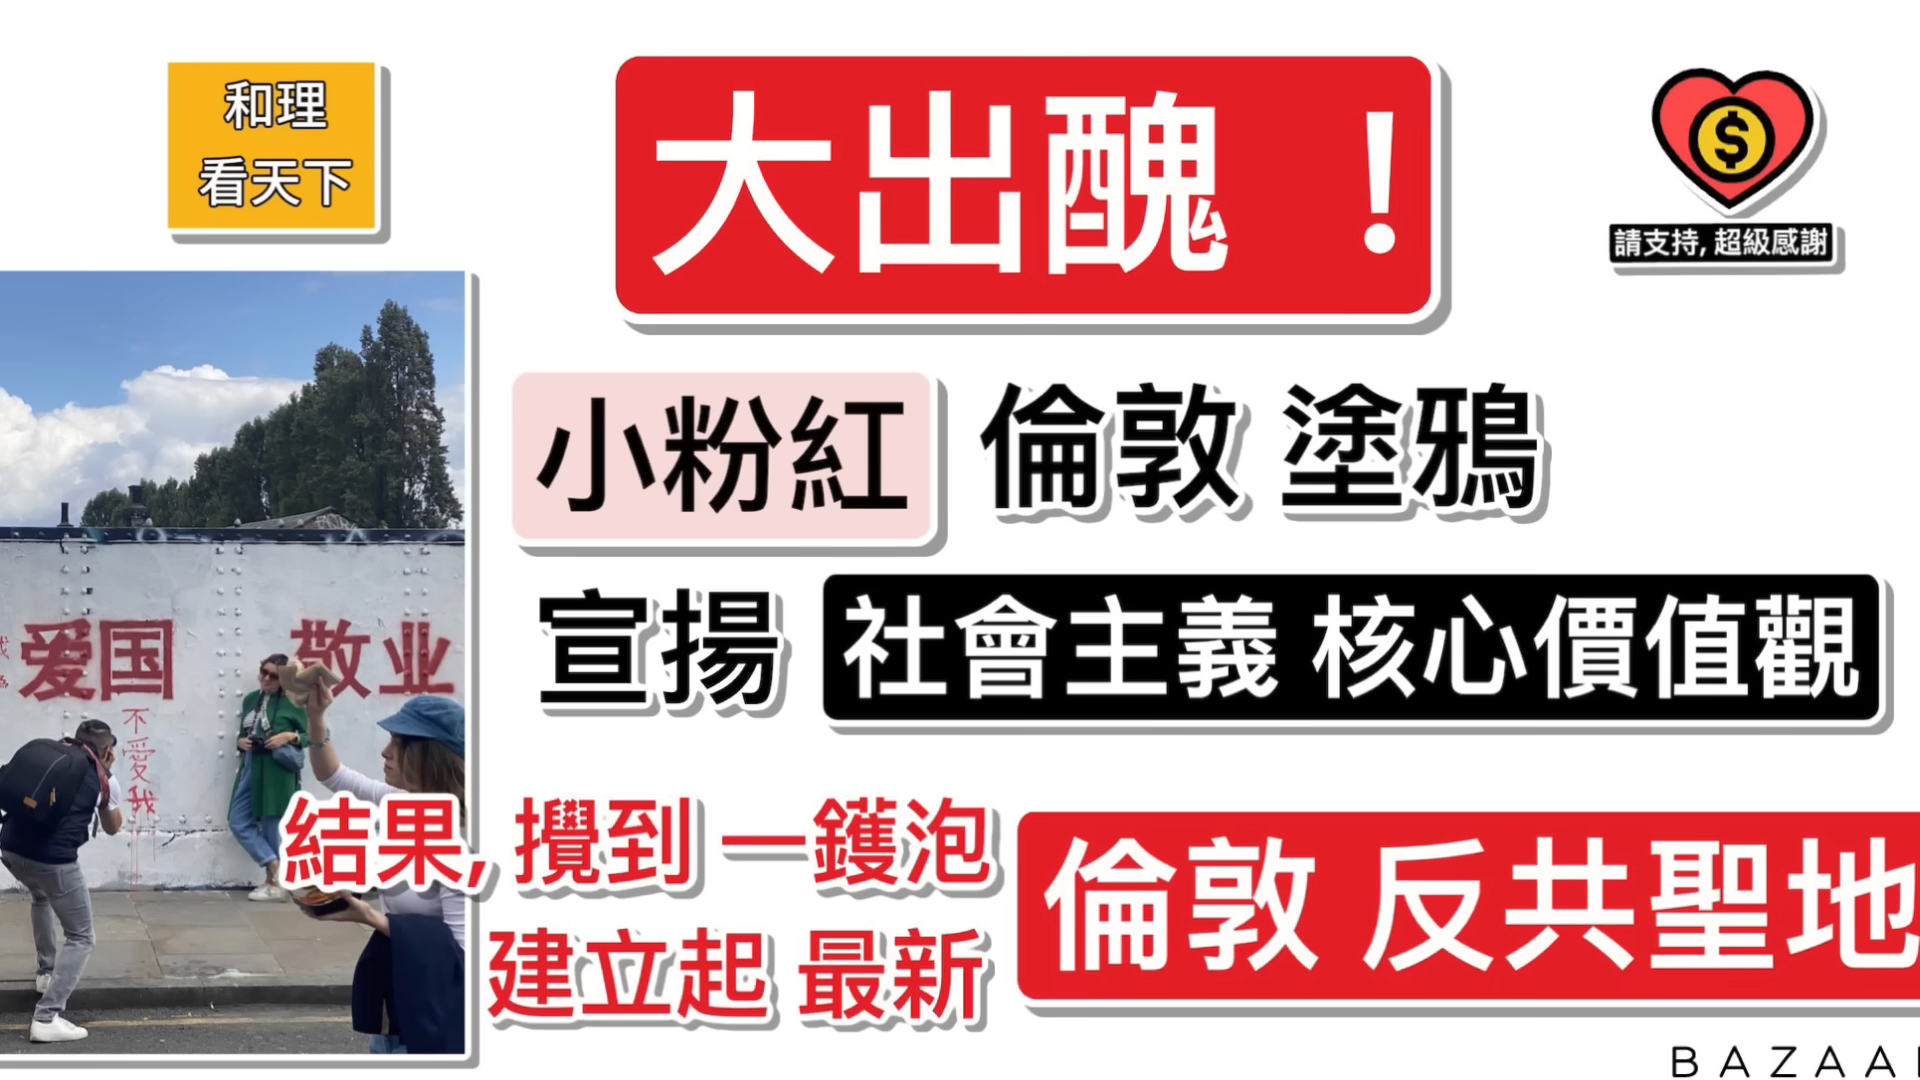 和理
看天下
大出醜 !
請支持, 超級感謝
小粉紅 倫敦 塗鴉
宣揚 社會主義 核心價值觀
爱国 敬业
不愛我
結果, 攪到 一鑊泡
建立起 最新
倫敦 反共聖地
BAZAA